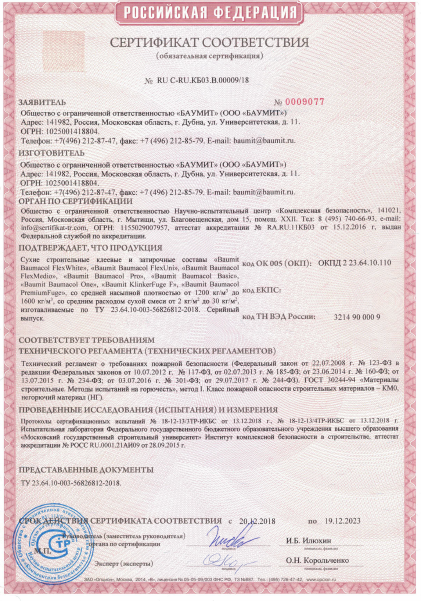 РОССИЙСКАЯ ФЕДЕРАЦИЯ
СЕРТИФИКАТ СООТВЕТСТВИЯ
(обязательная сертификация)
№ RU C-RU.КБ03.В.00009/18
ЗАЯВИТЕЛЬ № 0009077
Общество с ограниченной ответственностью «БАУМИТ» (ООО «БАУМИТ»)
Адрес: 141982, Россия, Московская область, г. Дубна, ул. Университетская, д. 11.
ОГРН: 1025001418804.
Телефон: +7(496) 212-87-47, факс: +7 (496) 212-85-79. E-mail: baumit@baumit.ru.
ИЗГОТОВИТЕЛЬ
Общество с ограниченной ответственностью «БАУМИТ» (ООО «БАУМИТ»)
Адрес: 141982, Россия, Московская область, г. Дубна, ул. Университетская, д. 11.
ОГРН: 1025001418804.
Телефон: +7(496) 212-87-47, факс: +7 (496) 212-85-79. E-mail: baumit@baumit.ru.
ОРГАН ПО СЕРТИФИКАЦИИ
Общество с ограниченной ответственностью Научно-испытательный центр «Комплексная безопасность», 141021,
Россия, Московская область, г. Мытищи, ул. Благовещенская, дом 15, помещ. XXII. Тел: 8 (495) 740-66-93, e-mail:
info@sertifikat-tr.com, ОГРН: 1155029007957, аттестат аккредитации № RA.RU.11КБ03 от 15.12.2016 г. выдан
Федеральной службой по аккредитации.
ПОДТВЕРЖДАЕТ, ЧТО ПРОДУКЦИЯ
Сухие строительные клеевые и затирочные составы «Baumit
Baumacol FlexWhite», «Baumit Baumacol FlexUni», «Baumit Baumacol
FlexMedio», «Baumit Baumacol Pro», «Baumit Baumacol Basic»,
«Baumit Baumacol One», «Baumit KlinkerFuge F», «Baumit Baumacol
PremiumFuge», со средней насыпной плотностью от 1200 кг/м³ до
1600 кг/м³, со средним расходом сухой смеси от 2 кг/м² до 30 кг/м²,
изготавливаемые по ТУ 23.64.10-003-56826812-2018. Серийный
выпуск.
код ОК 005 (ОКП): ОКПД 2 23.64.10.110
код ЕКПС:
код ТН ВЭД России: 3214 90 000 9
СООТВЕТСТВУЕТ ТРЕБОВАНИЯМ
ТЕХНИЧЕСКОГО РЕГЛАМЕНТА (ТЕХНИЧЕСКИХ РЕГЛАМЕНТОВ)
Технический регламент о требованиях пожарной безопасности (Федеральный закон от 22.07.2008 г. № 123-ФЗ в
редакции Федеральных законов от 10.07.2012 г. № 117-ФЗ, от 02.07.2013 г. № 185-ФЗ, от 23.06.2014 г. № 160-ФЗ, от
13.07.2015 г. № 234-ФЗ, от 03.07.2016 г. № 301-ФЗ, от 29.07.2017 г. № 244-ФЗ). ГОСТ 30244-94 «Материалы
строительные. Методы испытаний на горючесть», метод I. Класс пожарной опасности строительных материалов – КМ0,
негорючий материал (НГ).
ПРОВЕДЕННЫЕ ИССЛЕДОВАНИЯ (ИСПЫТАНИЯ) И ИЗМЕРЕНИЯ
Протоколы сертификационных испытаний № 18-12-13/3ТР-ИКБС от 13.12.2018 г., № 18-12-13/4ТР-ИКБС от 13.12.2018 г.
Испытательная лаборатория Федерального государственного бюджетного образовательного учреждения высшего образования
«Московский государственный строительный университет» Институт комплексной безопасности в строительстве, аттестат
аккредитации № РОСС RU.0001.21АИ09 от 28.09.2015 г.
ПРЕДСТАВЛЕННЫЕ ДОКУМЕНТЫ
ТУ 23.64.10-003-56826812-2018.
СРОК ДЕЙСТВИЯ СЕРТИФИКАТА СООТВЕТСТВИЯ с 20.12.2018 по 19.12.2023
Руководитель (заместитель руководителя)
органа по сертификации
И.Б. Илюхин
М.П.
Эксперт (эксперты)
О.Н. Корольченко